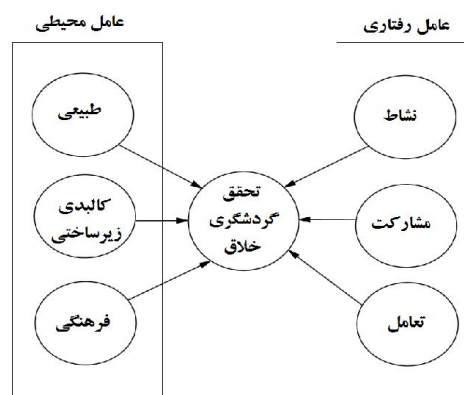 عامل رفتاری
نشاط
مشارکت
تعامل
تحقق
گردشگری
خلاق
عامل محیطی
طبیعی
کالبدی
زیرساختی
فرهنگی